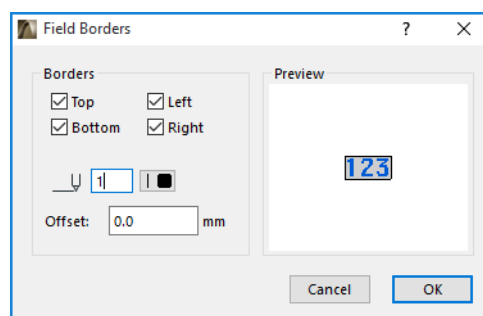 Field Borders ? X
Borders
Top Left
Bottom Right
1
Offset: 0.0 mm
Preview
123
Cancel OK